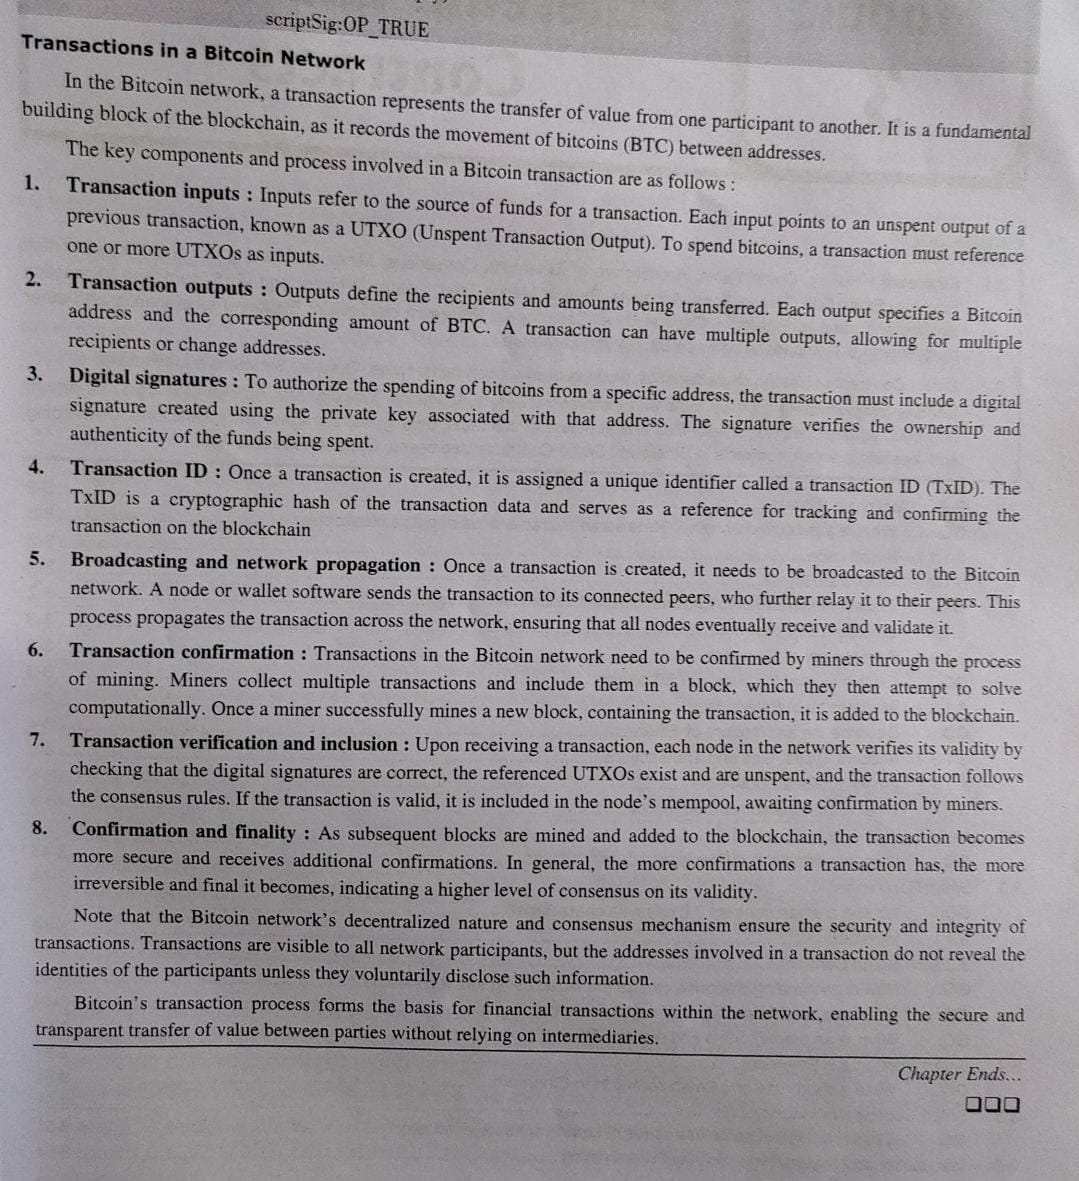 scriptSig:OP_TRUE
Transactions in a Bitcoin Network
In the Bitcoin network, a transaction represents the transfer of value from one participant to another. It is a fundamental
building block of the blockchain, as it records the movement of bitcoins (BTC) between addresses.
The key components and process involved in a Bitcoin transaction are as follows :
1. Transaction inputs : Inputs refer to the source of funds for a transaction. Each input points to an unspent output of a
previous transaction, known as a UTXO (Unspent Transaction Output). To spend bitcoins, a transaction must reference
one or more UTXOs as inputs.
2. Transaction outputs : Outputs define the recipients and amounts being transferred. Each output specifies a Bitcoin
address and the corresponding amount of BTC. A transaction can have multiple outputs, allowing for multiple
recipients or change addresses.
3. Digital signatures : To authorize the spending of bitcoins from a specific address, the transaction must include a digital
signature created using the private key associated with that address. The signature verifies the ownership and
authenticity of the funds being spent.
4. Transaction ID : Once a transaction is created, it is assigned a unique identifier called a transaction ID (TxID). The
TxID is a cryptographic hash of the transaction data and serves as a reference for tracking and confirming the
transaction on the blockchain
5. Broadcasting and network propagation : Once a transaction is created, it needs to be broadcasted to the Bitcoin
network. A node or wallet software sends the transaction to its connected peers, who further relay it to their peers. This
process propagates the transaction across the network, ensuring that all nodes eventually receive and validate it.
6. Transaction confirmation : Transactions in the Bitcoin network need to be confirmed by miners through the process
of mining. Miners collect multiple transactions and include them in a block, which they then attempt to solve
computationally. Once a miner successfully mines a new block, containing the transaction, it is added to the blockchain.
7. Transaction verification and inclusion : Upon receiving a transaction, each node in the network verifies its validity by
checking that the digital signatures are correct, the referenced UTXOs exist and are unspent, and the transaction follows
the consensus rules. If the transaction is valid, it is included in the node's mempool, awaiting confirmation by miners.
8. Confirmation and finality : As subsequent blocks are mined and added to the blockchain, the transaction becomes
more secure and receives additional confirmations. In general, the more confirmations a transaction has, the more
irreversible and final it becomes, indicating a higher level of consensus on its validity.
Note that the Bitcoin network's decentralized nature and consensus mechanism ensure the security and integrity of
transactions. Transactions are visible to all network participants, but the addresses involved in a transaction do not reveal the
identities of the participants unless they voluntarily disclose such information.
Bitcoin's transaction process forms the basis for financial transactions within the network, enabling the secure and
transparent transfer of value between parties without relying on intermediaries.
Chapter Ends...
❑❑❑